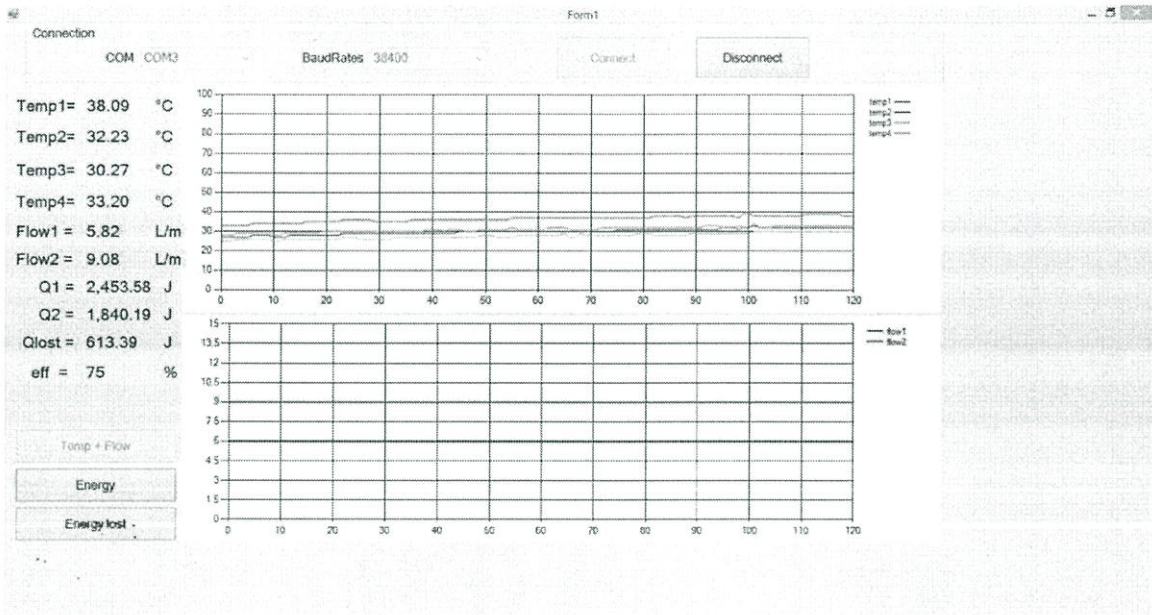 Form1
Connection
COM COM3 BaudRates 38400 Connect Disconnect
Temp1= 38.09 °C
Temp2= 32.23 °C
Temp3= 30.27 °C
Temp4= 33.20 °C
Flow1 = 5.82 L/m
Flow2 = 9.08 L/m
Q1 = 2,453.58 J
Q2 = 1,840.19 J
Qlost = 613.39 J
eff = 75 %
Temp + Flow
Energy
Energy lost
100
90
80
70
60
50
40
30
20
10
0
0 10 20 30 40 50 60 70 80 90 100 110 120
temp1
temp2
temp3
temp4
15
13.5
12
10.5
9
7.5
6
4.5
3
1.5
0
0 10 20 30 40 50 60 70 80 90 100 110 120
flow1
flow2